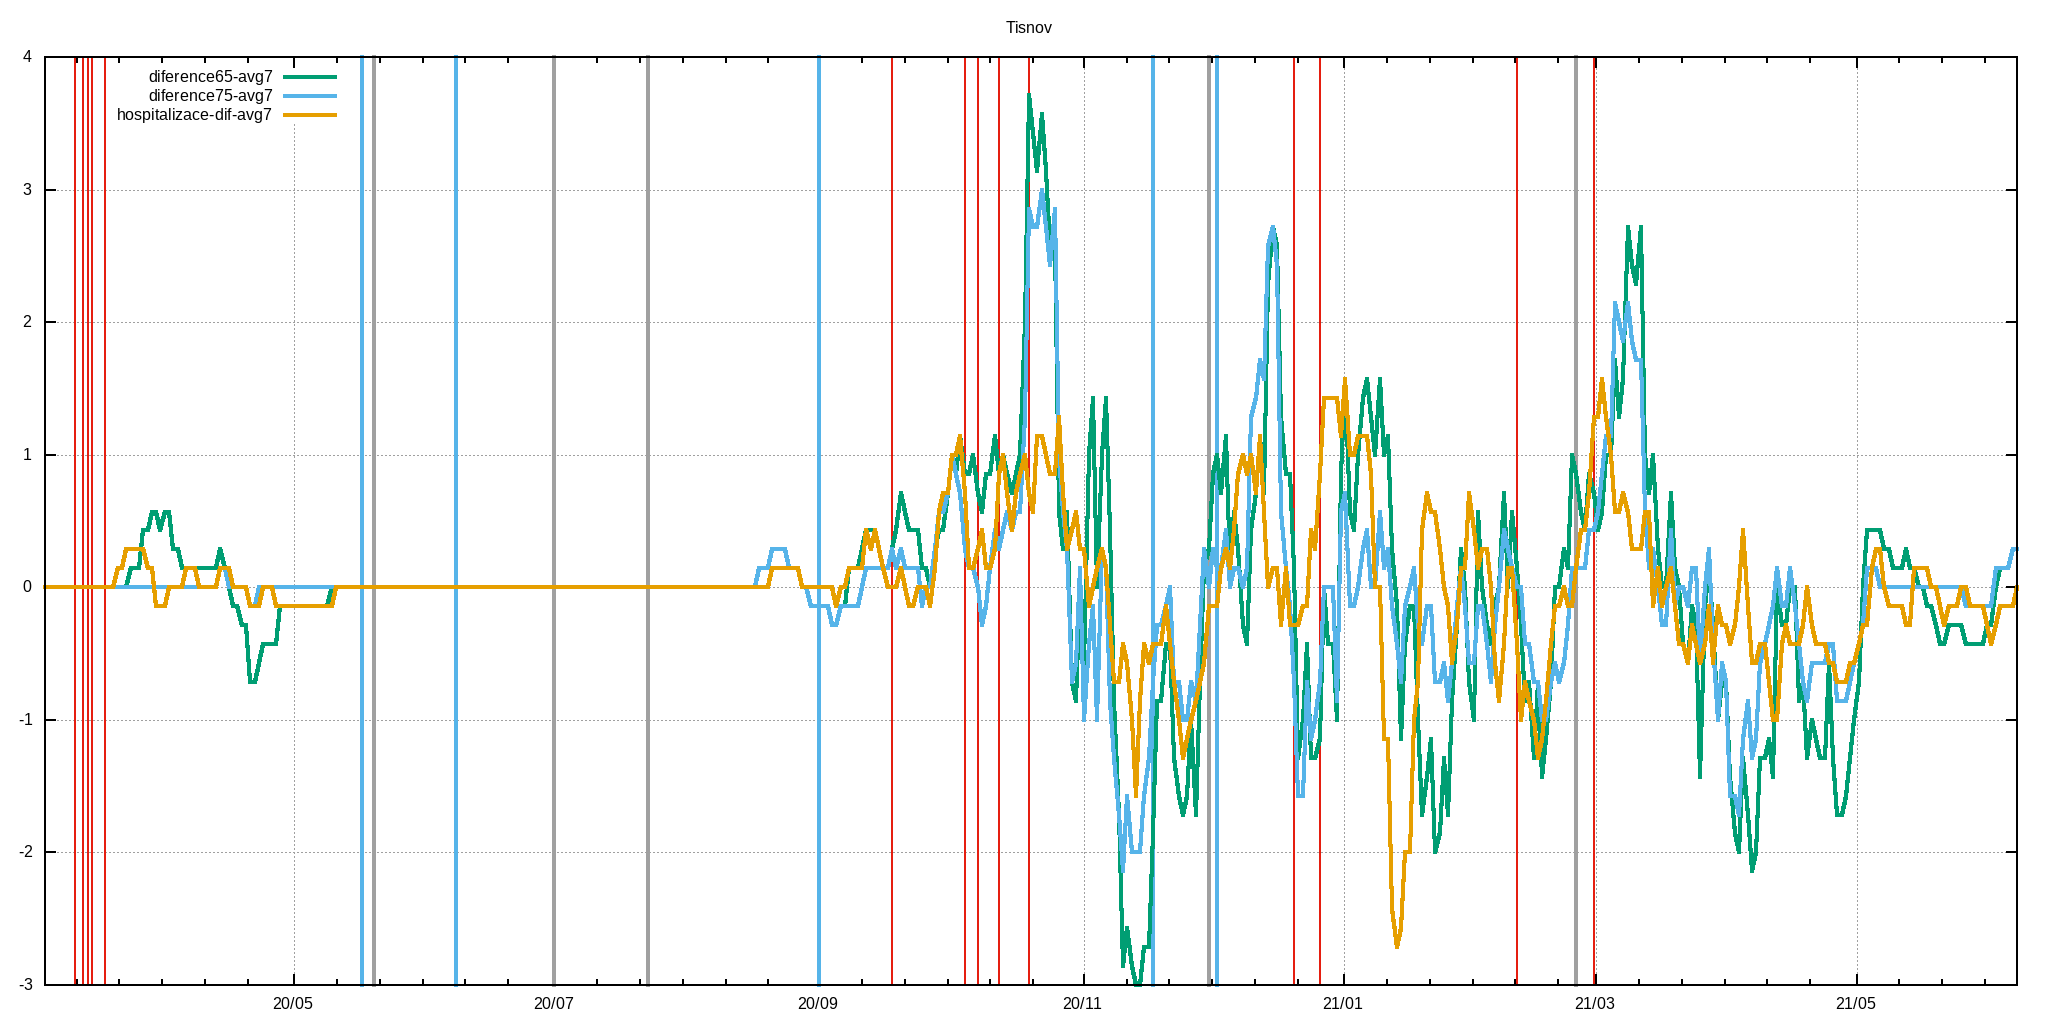 Tisnov
4
diference65-avg7
diference75-avg7
hospitalizace-dif-avg7
3
2
1
0
-1
-2
-3
20/05 20/07 20/09 20/11 21/01 21/03 21/05